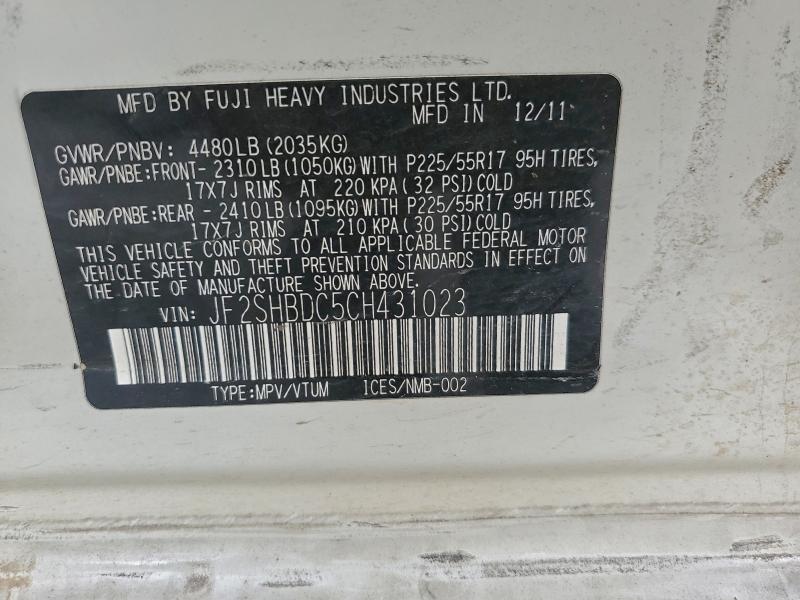 MFD BY FUJI HEAVY INDUSTRIES LTD.
MFD IN 12/11
GVWR/PNBV: 4480LB (2035KG)
GAWR/PNBE:FRONT- 2310LB (1050KG) WITH P225/55R17 95H TIRES,
17X7J RIMS AT 220 KPA ( 32 PSI) COLD
GAWR/PNBE:REAR - 2410LB (1095KG) WITH P225/55R17 95H TIRES,
17X7J RIMS AT 210 KPA ( 30 PSI) COLD
THIS VEHICLE CONFORMS TO ALL APPLICABLE FEDERAL MOTOR
VEHICLE SAFETY AND THEFT PREVENTION STANDARDS IN EFFECT ON
THE DATE OF MANUFACTURE SHOWN ABOVE.
VIN: JF2SHBDC5CH431023
TYPE:MPV/VTUM ICES/NMB-002